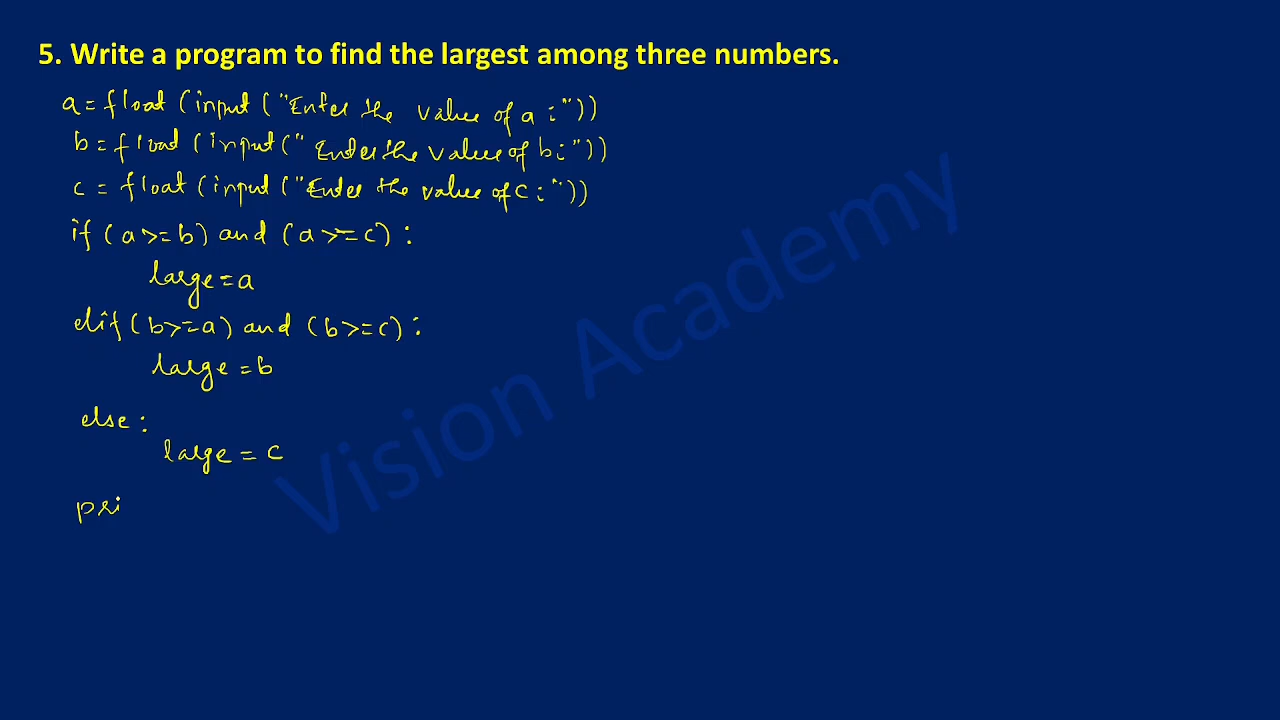 5. Write a program to find the largest among three numbers.
a = float (input ("Enter the value of a :"))
b = float (input (" Enter the value of b: "))
c = float (input ("Enter the value of c : "))
if (a >= b) and (a >= c) :
large = a
elif (b >= a) and (b >= c) :
large = b
else :
large = c
pri
Vision Academy